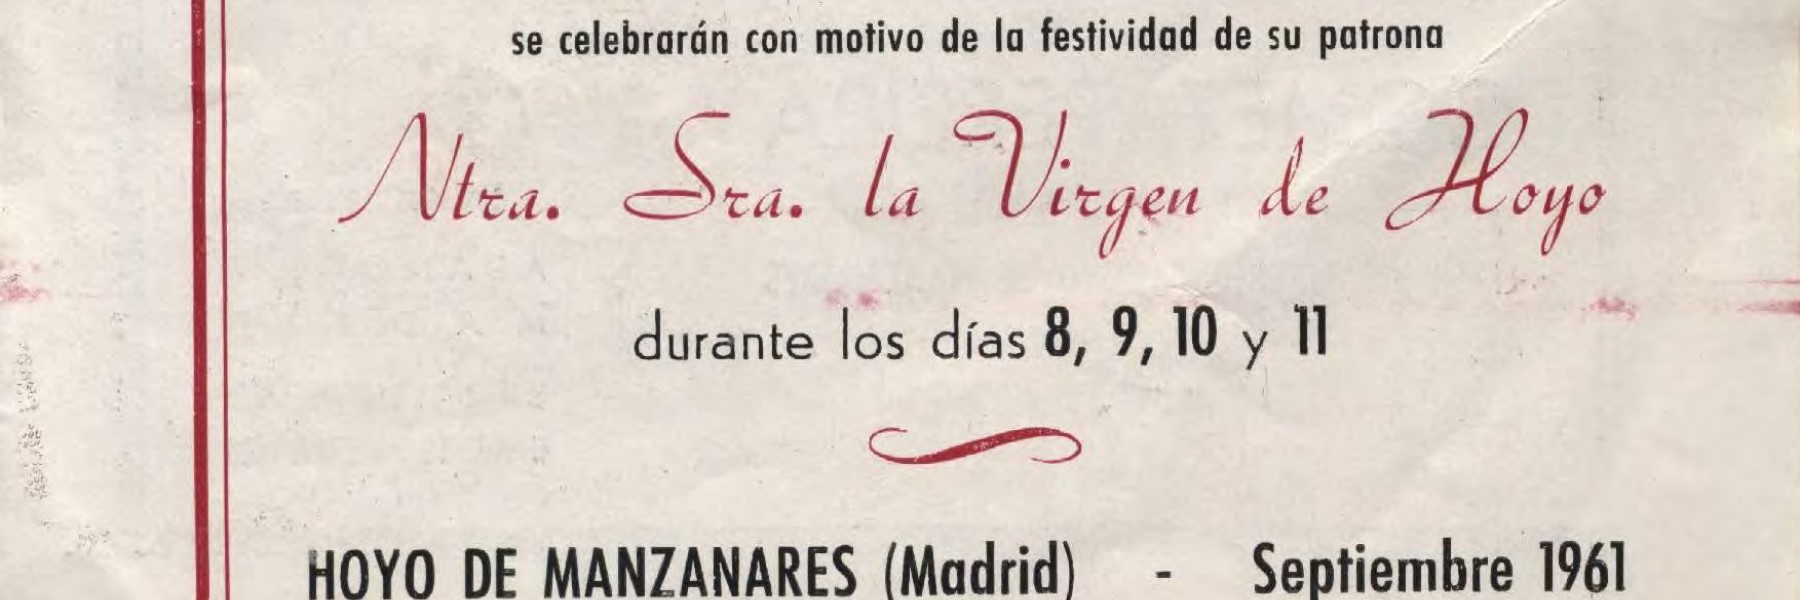 se celebrarán con motivo de la festividad de su patrona
Ntra. Sra. la Virgen de Hoyo
durante los días 8, 9, 10 y 11
HOYO DE MANZANARES (Madrid) - Septiembre 1961